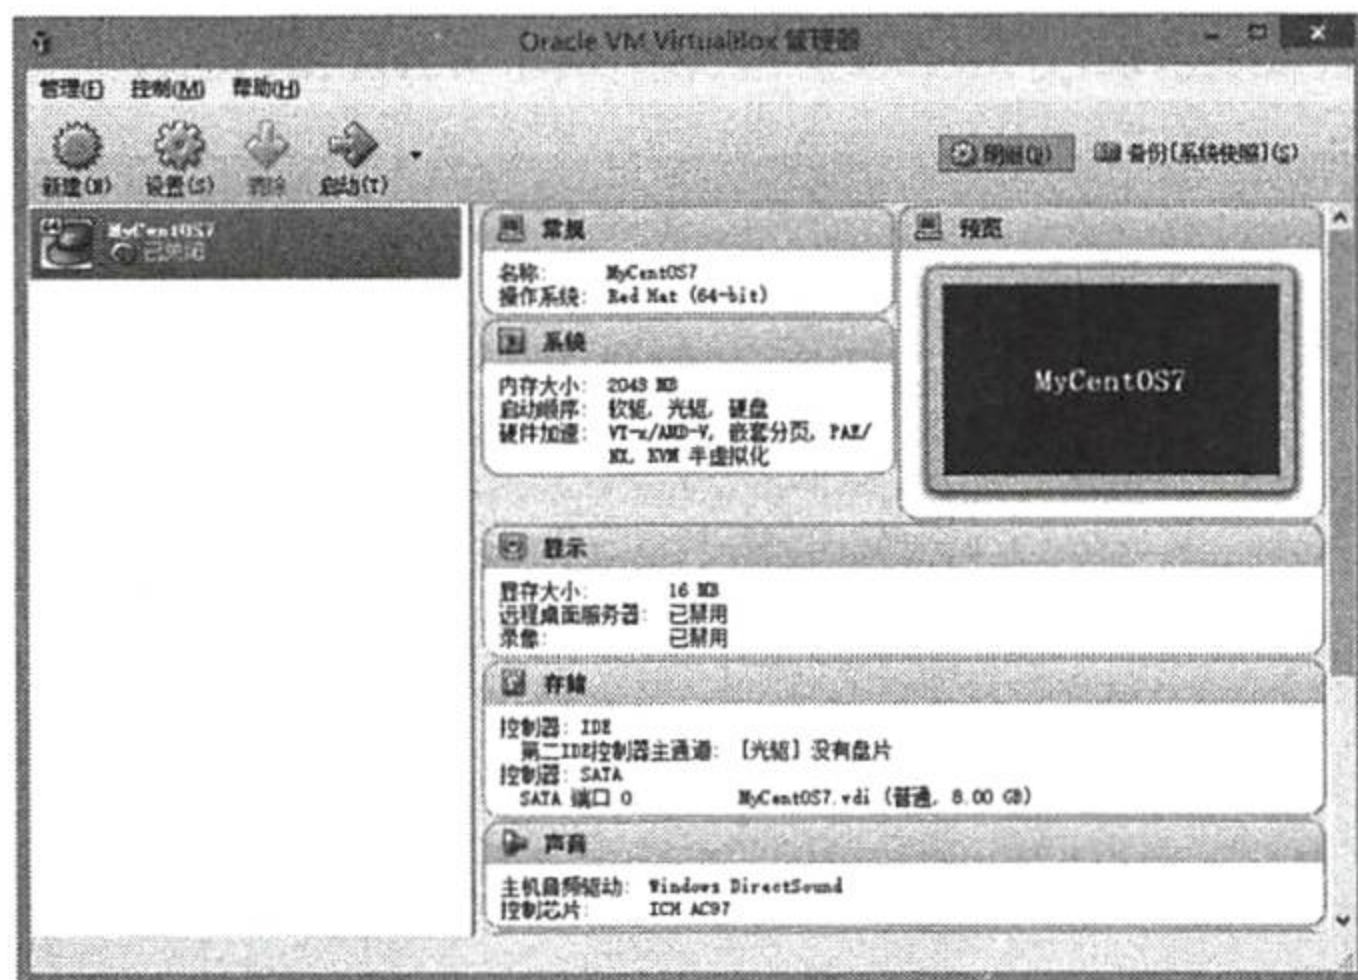 Oracle VM VirtualBox 管理器
管理(F) 控制(M) 帮助(H)
新建(N) 设置(S) 清除 启动(T)
明细(D) 备份[系统快照](S)
MyCentOS7
已关闭
常规
名称: MyCentOS7
操作系统: Red Hat (64-bit)
预览
MyCentOS7
系统
内存大小: 2048 MB
启动顺序: 软驱, 光驱, 硬盘
硬件加速: VT-x/AMD-V, 嵌套分页, PAE/
NX, KVM 半虚拟化
显示
显存大小: 16 MB
远程桌面服务器: 已禁用
录像: 已禁用
存储
控制器: IDE
第二IDE控制器主通道: [光驱] 没有盘片
控制器: SATA
SATA 端口 0 MyCentOS7.vdi (普通, 8.00 GB)
声音
主机音频驱动: Windows DirectSound
控制芯片: ICH AC97